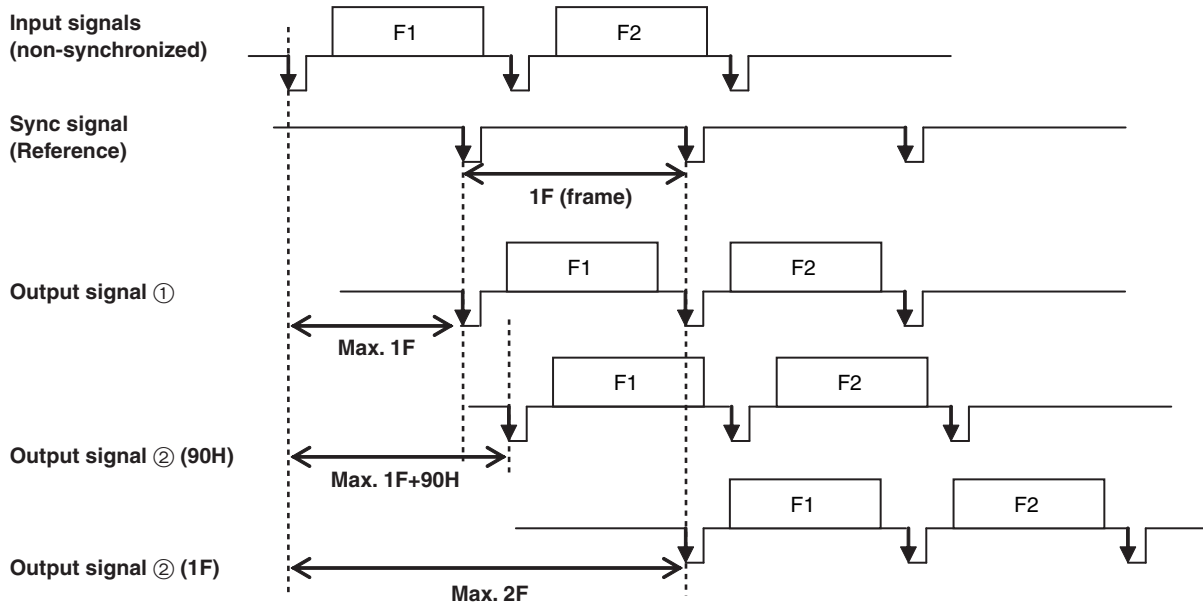 Input signals
(non-synchronized)
F1
F2
Sync signal
(Reference)
1F (frame)
F1
F2
Output signal ①
Max. 1F
F1
F2
Output signal ② (90H)
Max. 1F+90H
F1
F2
Output signal ② (1F)
Max. 2F